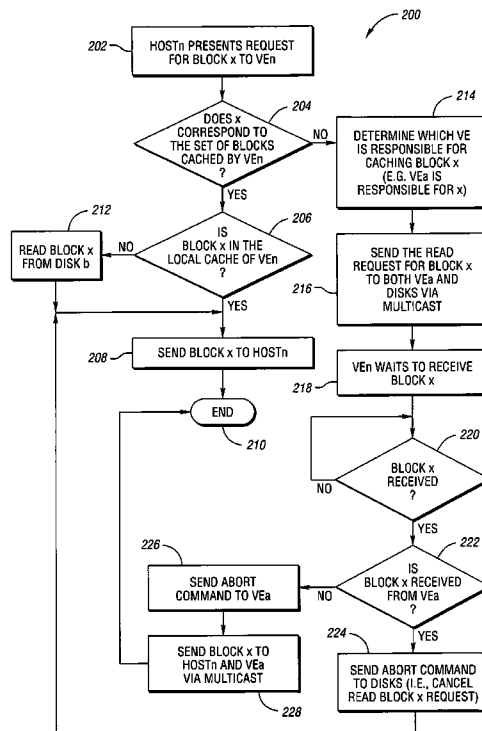 200
202
HOSTn PRESENTS REQUEST
FOR BLOCK x TO VEn
204
DOES x
CORRESPOND TO
THE SET OF BLOCKS
CACHED BY VEn
?
NO
YES
214
DETERMINE WHICH VE
IS RESPONSIBLE FOR
CACHING BLOCK x
(E.G. VEa IS
RESPONSIBLE FOR x)
206
IS
BLOCK x IN THE
LOCAL CACHE OF
VEn
?
NO
YES
212
READ BLOCK x
FROM DISK b
216
SEND THE READ
REQUEST FOR BLOCK x
TO BOTH VEa AND
DISKS VIA
MULTICAST
208
SEND BLOCK x TO HOSTn
218
VEn WAITS TO RECEIVE
BLOCK x
END
210
220
BLOCK x
RECEIVED
?
NO
YES
222
IS
BLOCK x RECEIVED
FROM VEa
?
NO
YES
226
SEND ABORT
COMMAND TO VEa
224
SEND ABORT COMMAND
TO DISKS (I.E., CANCEL
READ BLOCK x REQUEST)
SEND BLOCK x TO
HOSTn AND VEa
VIA MULTICAST
228